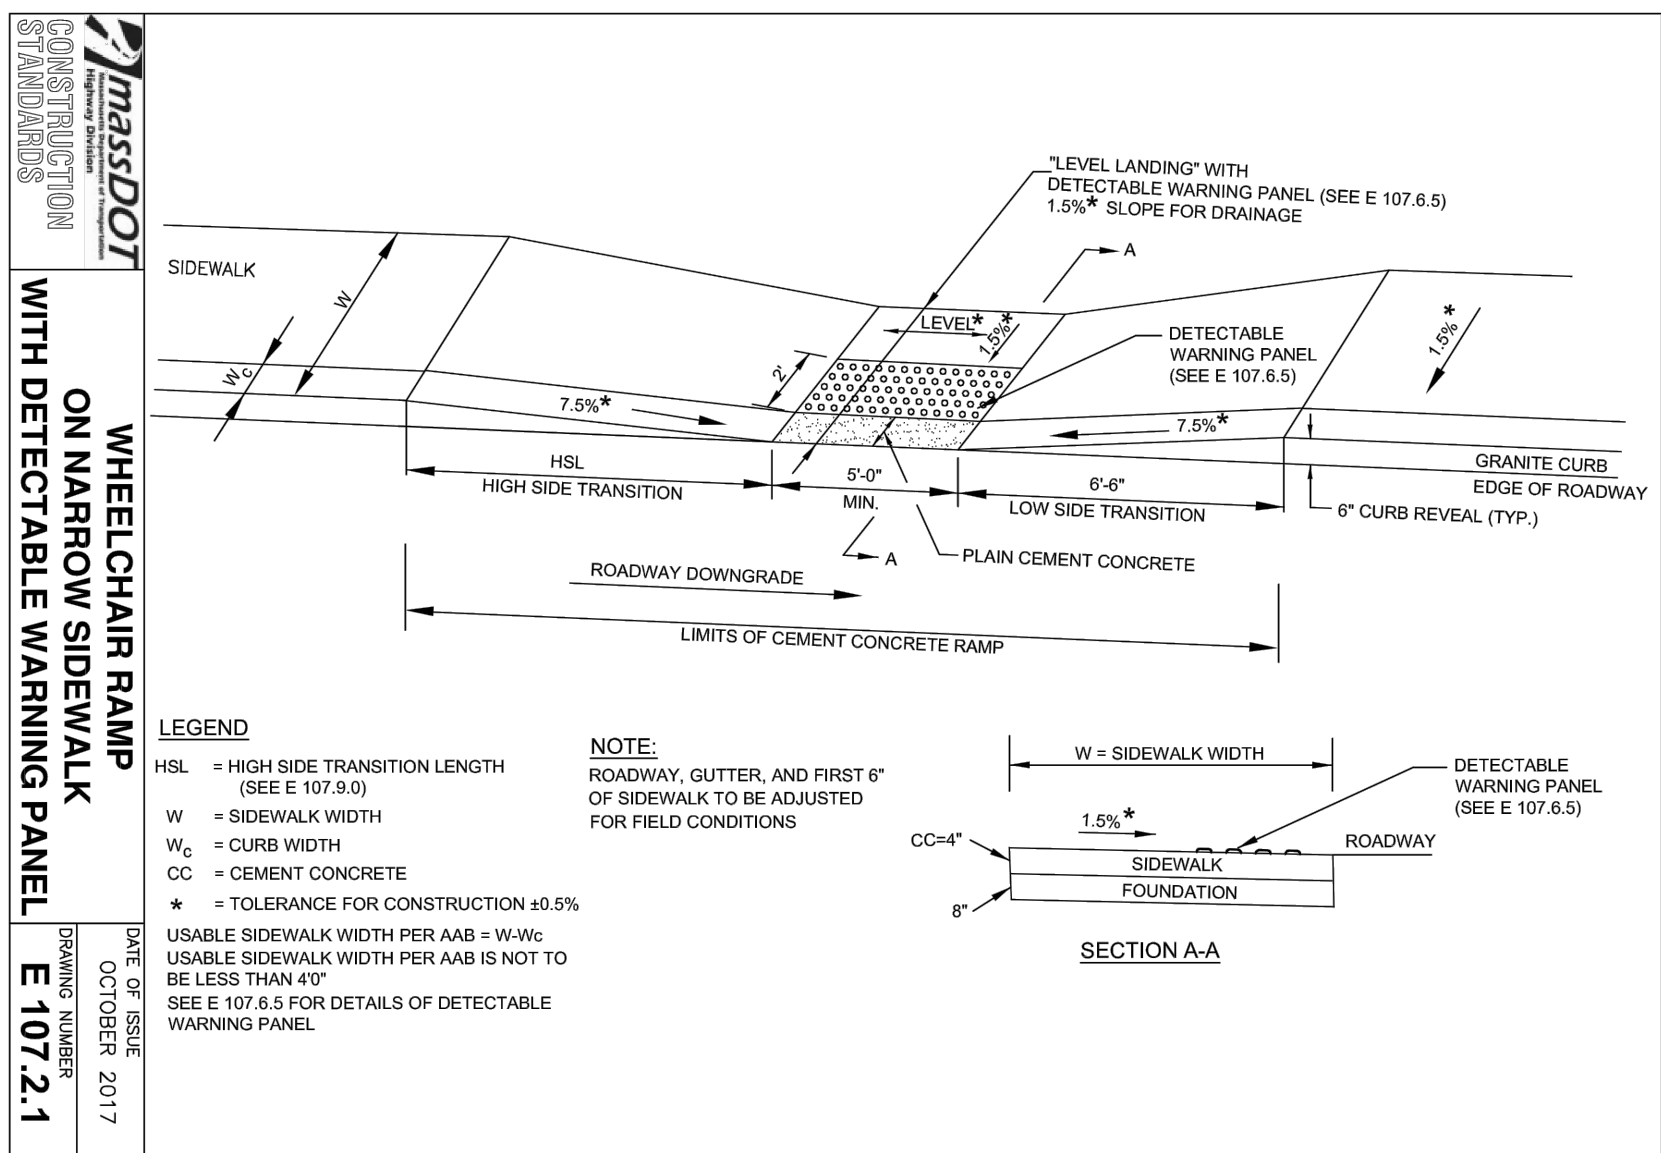 massDOT
Massachusetts Department of Transportation
Highway Division
CONSTRUCTION
STANDARDS
WHEELCHAIR RAMP
ON NARROW SIDEWALK
WITH DETECTABLE WARNING PANEL
DATE OF ISSUE
OCTOBER 2017
DRAWING NUMBER
E 107.2.1
"LEVEL LANDING" WITH
DETECTABLE WARNING PANEL (SEE E 107.6.5)
1.5%* SLOPE FOR DRAINAGE
A
SIDEWALK
W
Wc
LEVEL*
1.5%*
2'
DETECTABLE
WARNING PANEL
(SEE E 107.6.5)
1.5%*
7.5%*
7.5%*
HSL
HIGH SIDE TRANSITION
5'-0"
MIN.
6'-6"
LOW SIDE TRANSITION
GRANITE CURB
EDGE OF ROADWAY
6" CURB REVEAL (TYP.)
A
PLAIN CEMENT CONCRETE
ROADWAY DOWNGRADE
LIMITS OF CEMENT CONCRETE RAMP
LEGEND
HSL = HIGH SIDE TRANSITION LENGTH
(SEE E 107.9.0)
W = SIDEWALK WIDTH
Wc = CURB WIDTH
CC = CEMENT CONCRETE
* = TOLERANCE FOR CONSTRUCTION ±0.5%
USABLE SIDEWALK WIDTH PER AAB = W-Wc
USABLE SIDEWALK WIDTH PER AAB IS NOT TO
BE LESS THAN 4'0"
SEE E 107.6.5 FOR DETAILS OF DETECTABLE
WARNING PANEL
NOTE:
ROADWAY, GUTTER, AND FIRST 6"
OF SIDEWALK TO BE ADJUSTED
FOR FIELD CONDITIONS
W = SIDEWALK WIDTH
DETECTABLE
WARNING PANEL
(SEE E 107.6.5)
1.5%*
CC=4"
ROADWAY
SIDEWALK
FOUNDATION
8"
SECTION A-A